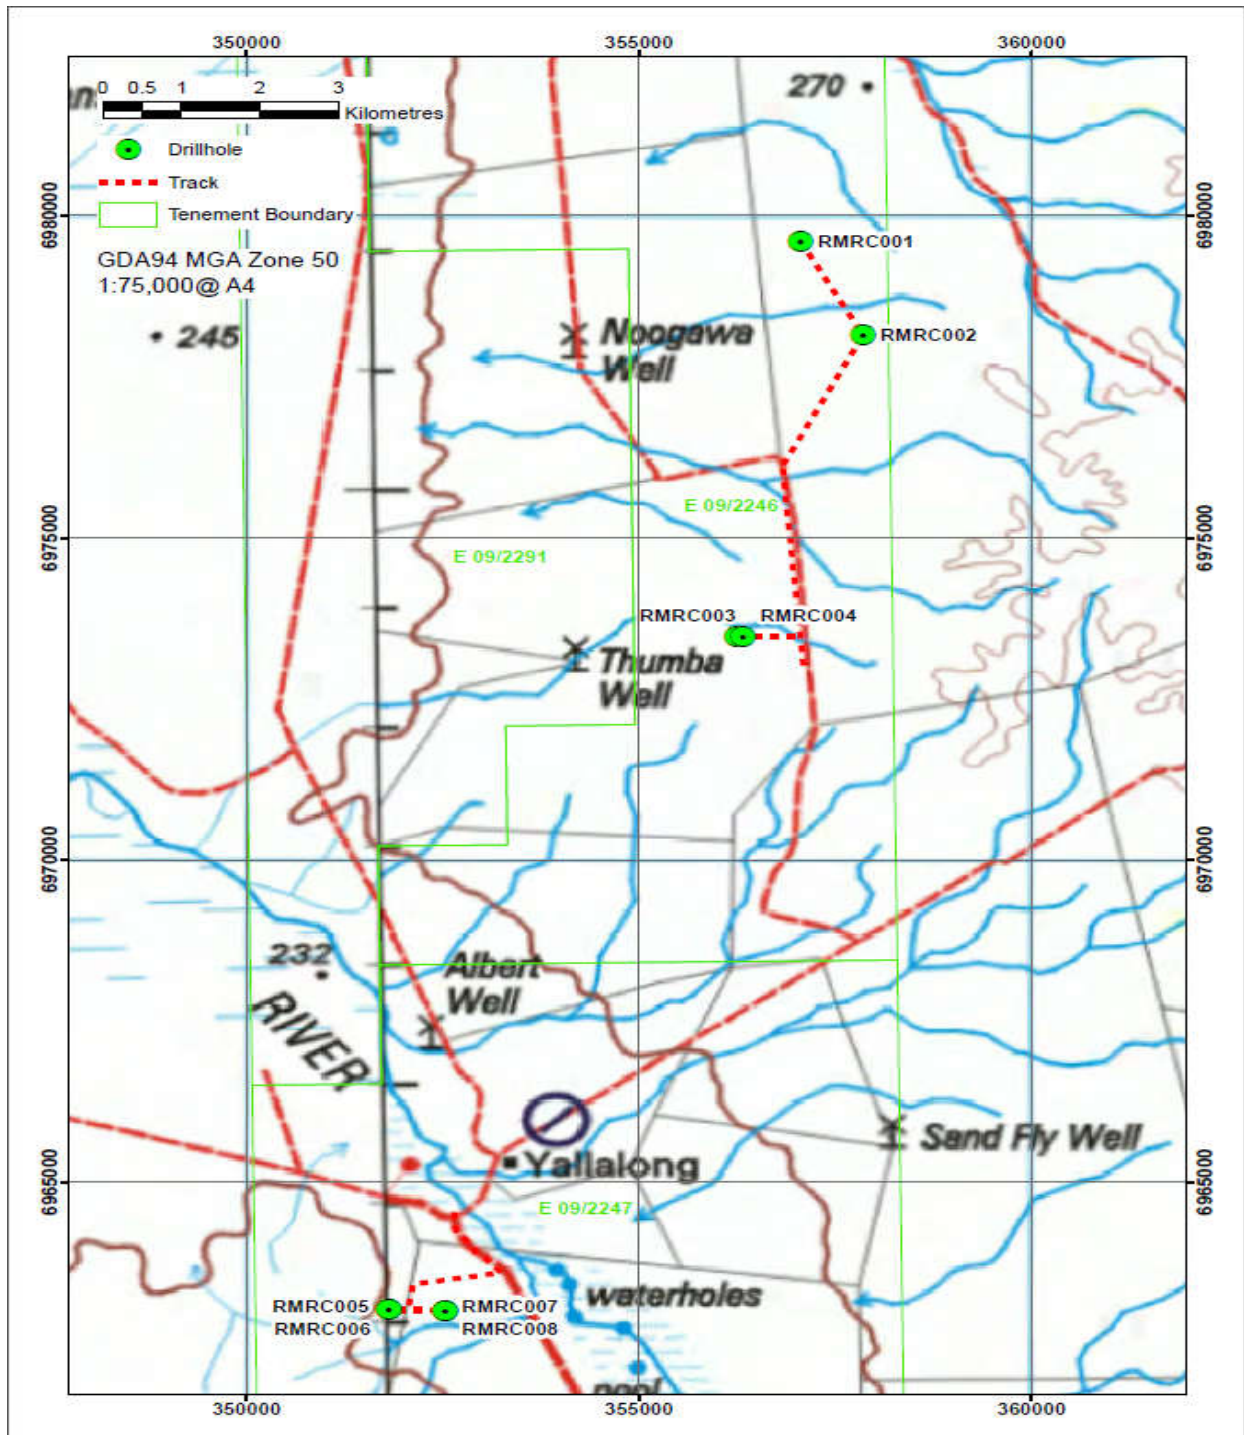 350000
355000
360000
0 0.5 1 2 3
Kilometres
Drillhole
Track
Tenement Boundary
GDA94 MGA Zone 50
1:75,000@ A4
270
6980000
6980000
RMRC001
RMRC002
245
Noogawa
Well
E 09/2246
6975000
6975000
E 09/2291
RMRC003
RMRC004
Thumba
Well
6970000
6970000
232
Albert
Well
RIVER
Sand Fly Well
Yallalong
6965000
6965000
E 09/2247
waterholes
RMRC005
RMRC006
RMRC007
RMRC008
pool
350000
355000
360000